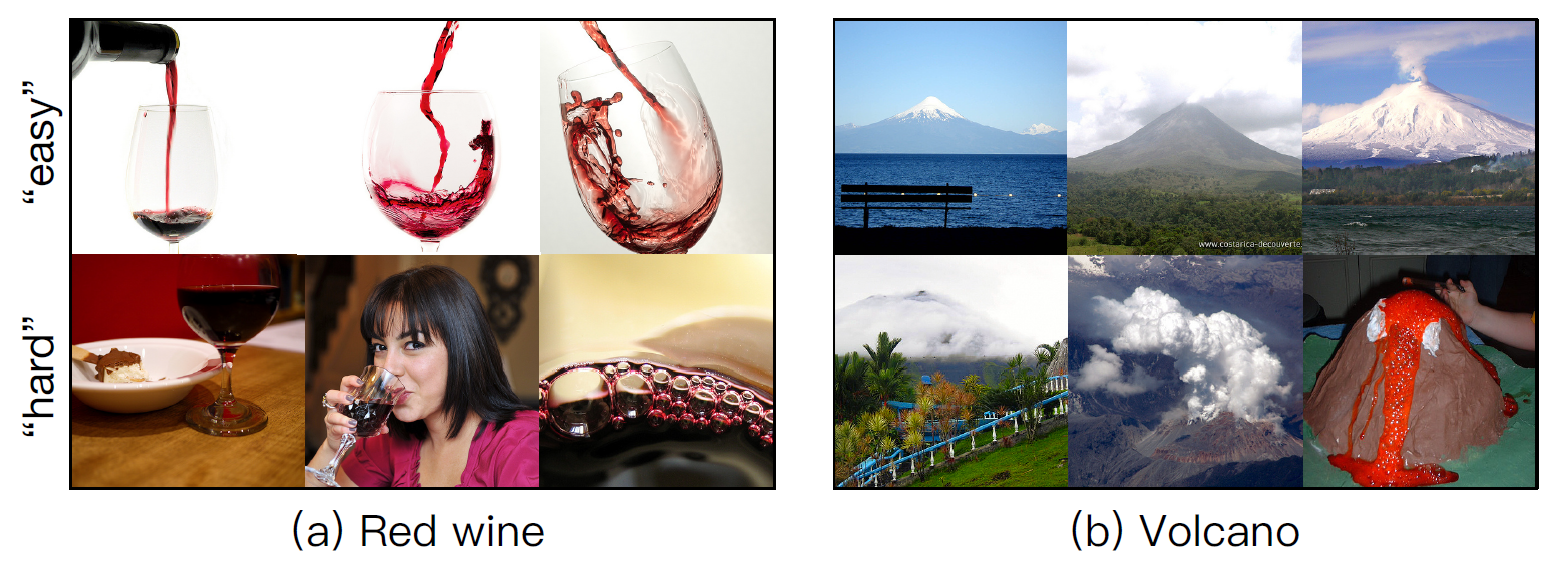 “easy”
“hard”
www.costarica-decouverte.
(a) Red wine
(b) Volcano